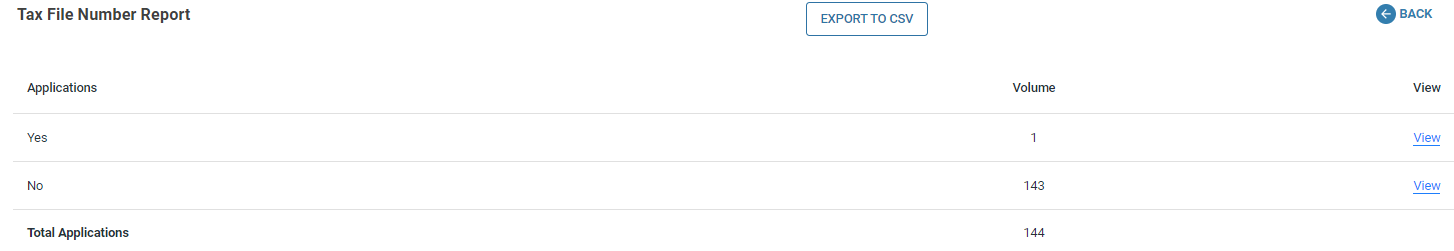 Tax File Number Report EXPORT TO CSV BACK
Applications Volume View
Yes 1 View
No 143 View
Total Applications 144